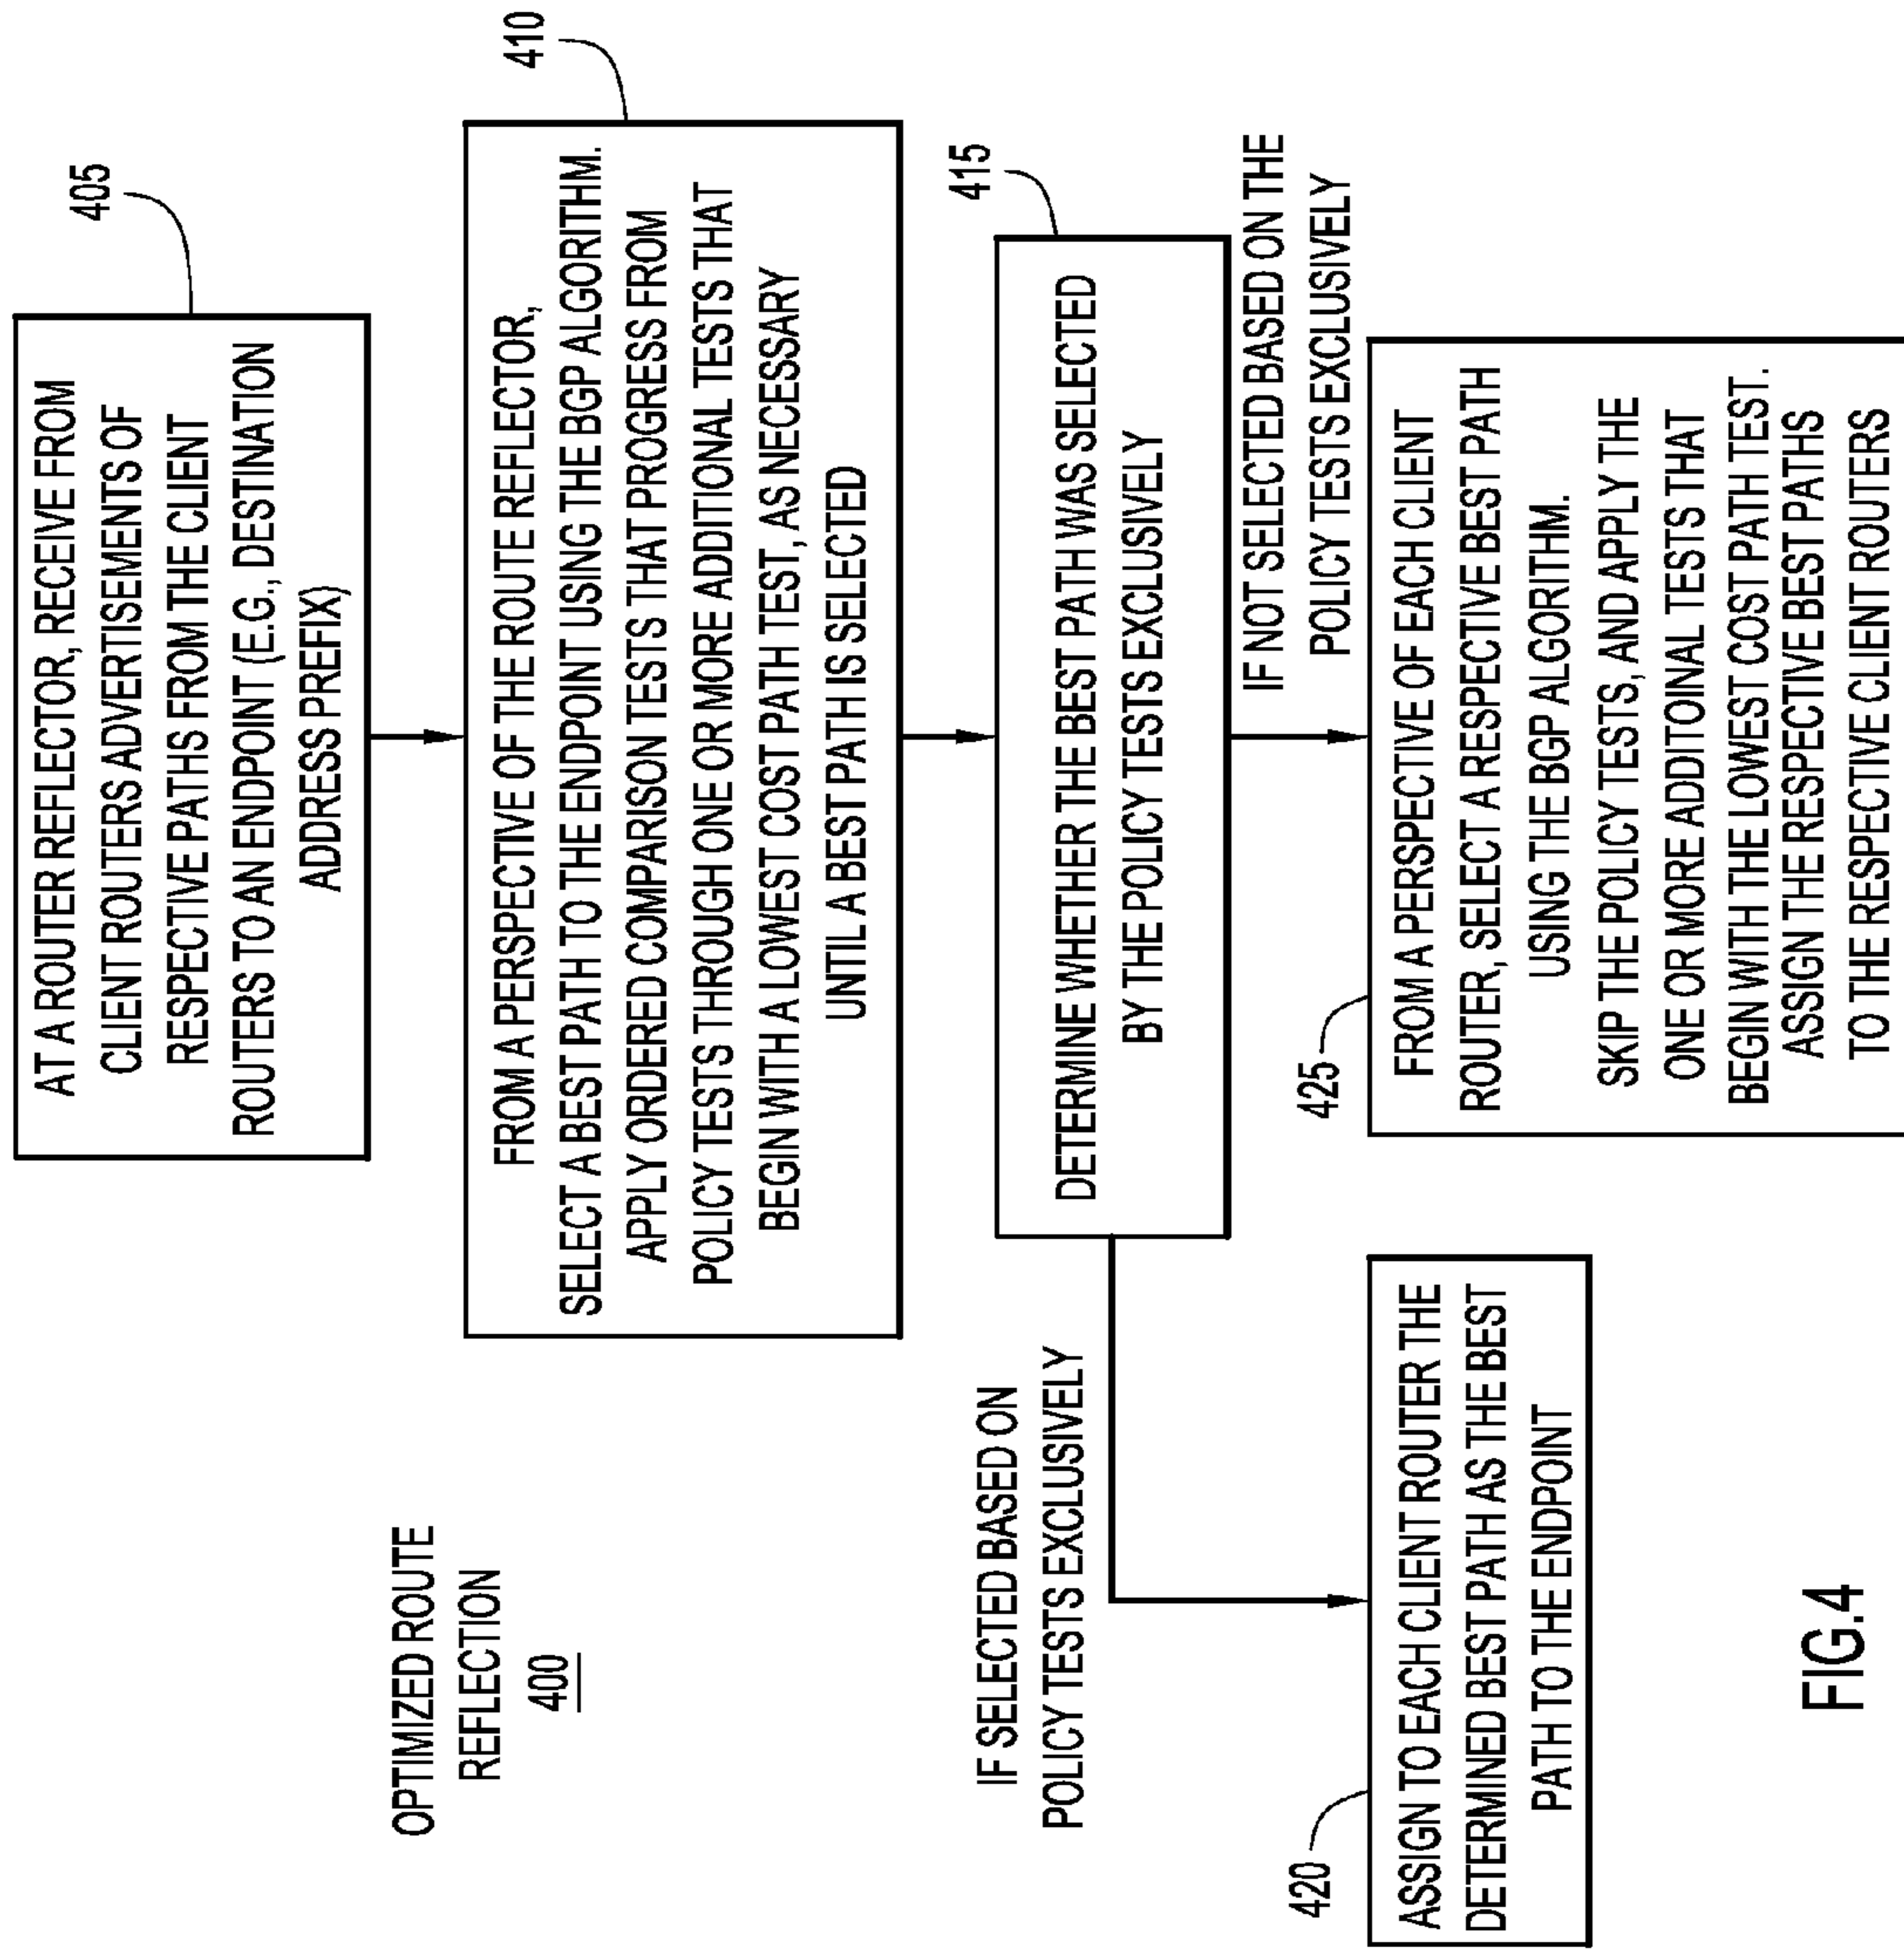 OPTIMIZED ROUTE
REFLECTION
400
405
AT A ROUTER REFLECTOR, RECEIVE FROM
CLIENT ROUTERS ADVERTISEMENTS OF
RESPECTIVE PATHS FROM THE CLIENT
ROUTERS TO AN ENDPOINT (E.G., DESTINATION
ADDRESS PREFIX)
410
FROM A PERSPECTIVE OF THE ROUTE REFLECTOR,
SELECT A BEST PATH TO THE ENDPOINT USING THE BGP ALGORITHM.
APPLY ORDERED COMPARISON TESTS THAT PROGRESS FROM
POLICY TESTS THROUGH ONE OR MORE ADDITIONAL TESTS THAT
BEGIN WITH A LOWEST COST PATH TEST, AS NECESSARY
UNTIL A BEST PATH IS SELECTED
415
DETERMINE WHETHER THE BEST PATH WAS SELECTED
BY THE POLICY TESTS EXCLUSIVELY
IF SELECTED BASED ON
POLICY TESTS EXCLUSIVELY
420
ASSIGN TO EACH CLIENT ROUTER THE
DETERMINED BEST PATH AS THE BEST
PATH TO THE ENDPOINT
IF NOT SELECTED BASED ON THE
POLICY TESTS EXCLUSIVELY
425
FROM A PERSPECTIVE OF EACH CLIENT
ROUTER, SELECT A RESPECTIVE BEST PATH
USING THE BGP ALGORITHM.
SKIP THE POLICY TESTS, AND APPLY THE
ONE OR MORE ADDITOINAL TESTS THAT
BEGIN WITH THE LOWEST COST PATH TEST.
ASSIGN THE RESPECTIVE BEST PATHS
TO THE RESPECTIVE CLIENT ROUTERS
FIG.4